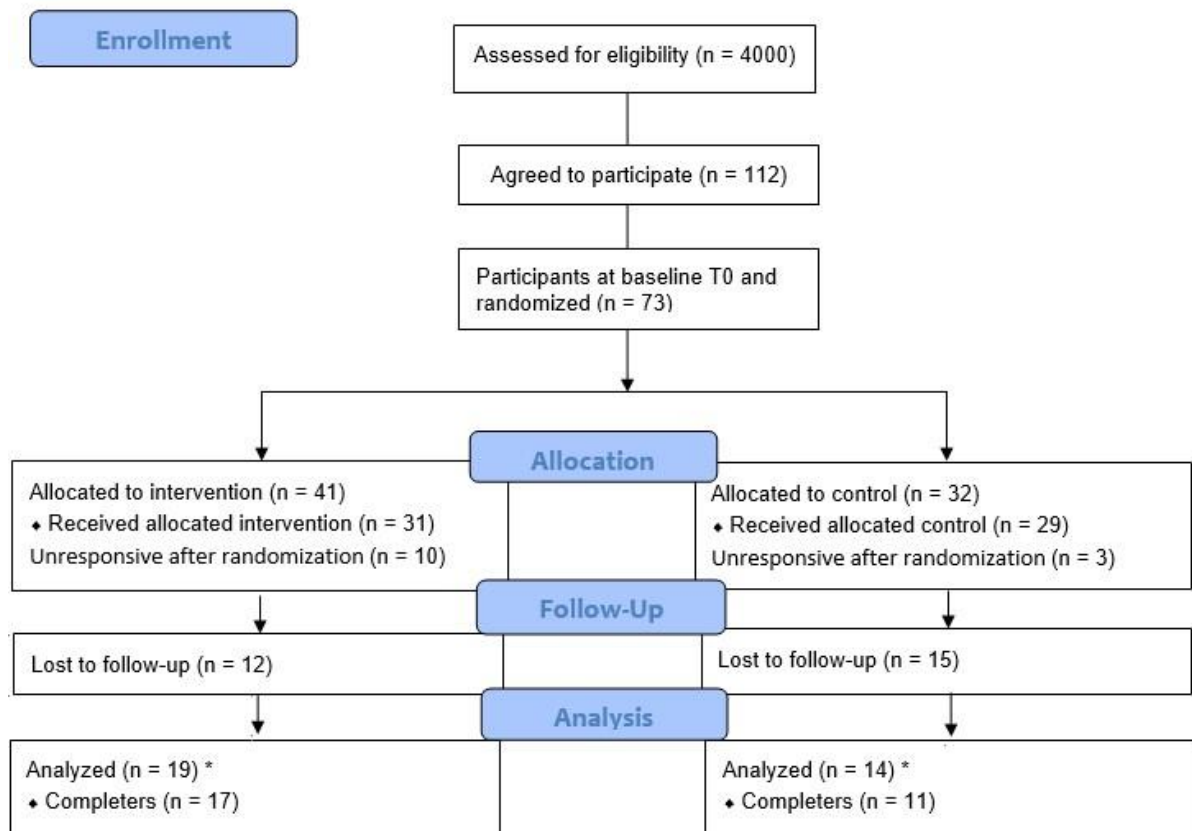 Enrollment
Assessed for eligibility (n = 4000)
Agreed to participate (n = 112)
Participants at baseline T0 and
randomized (n = 73)
Allocation
Allocated to intervention (n = 41)
⬥ Received allocated intervention (n = 31)
Unresponsive after randomization (n = 10)
Allocated to control (n = 32)
⬥ Received allocated control (n = 29)
Unresponsive after randomization (n = 3)
Follow-Up
Lost to follow-up (n = 12)
Lost to follow-up (n = 15)
Analysis
Analyzed (n = 19) *
⬥ Completers (n = 17)
Analyzed (n = 14) *
⬥ Completers (n = 11)